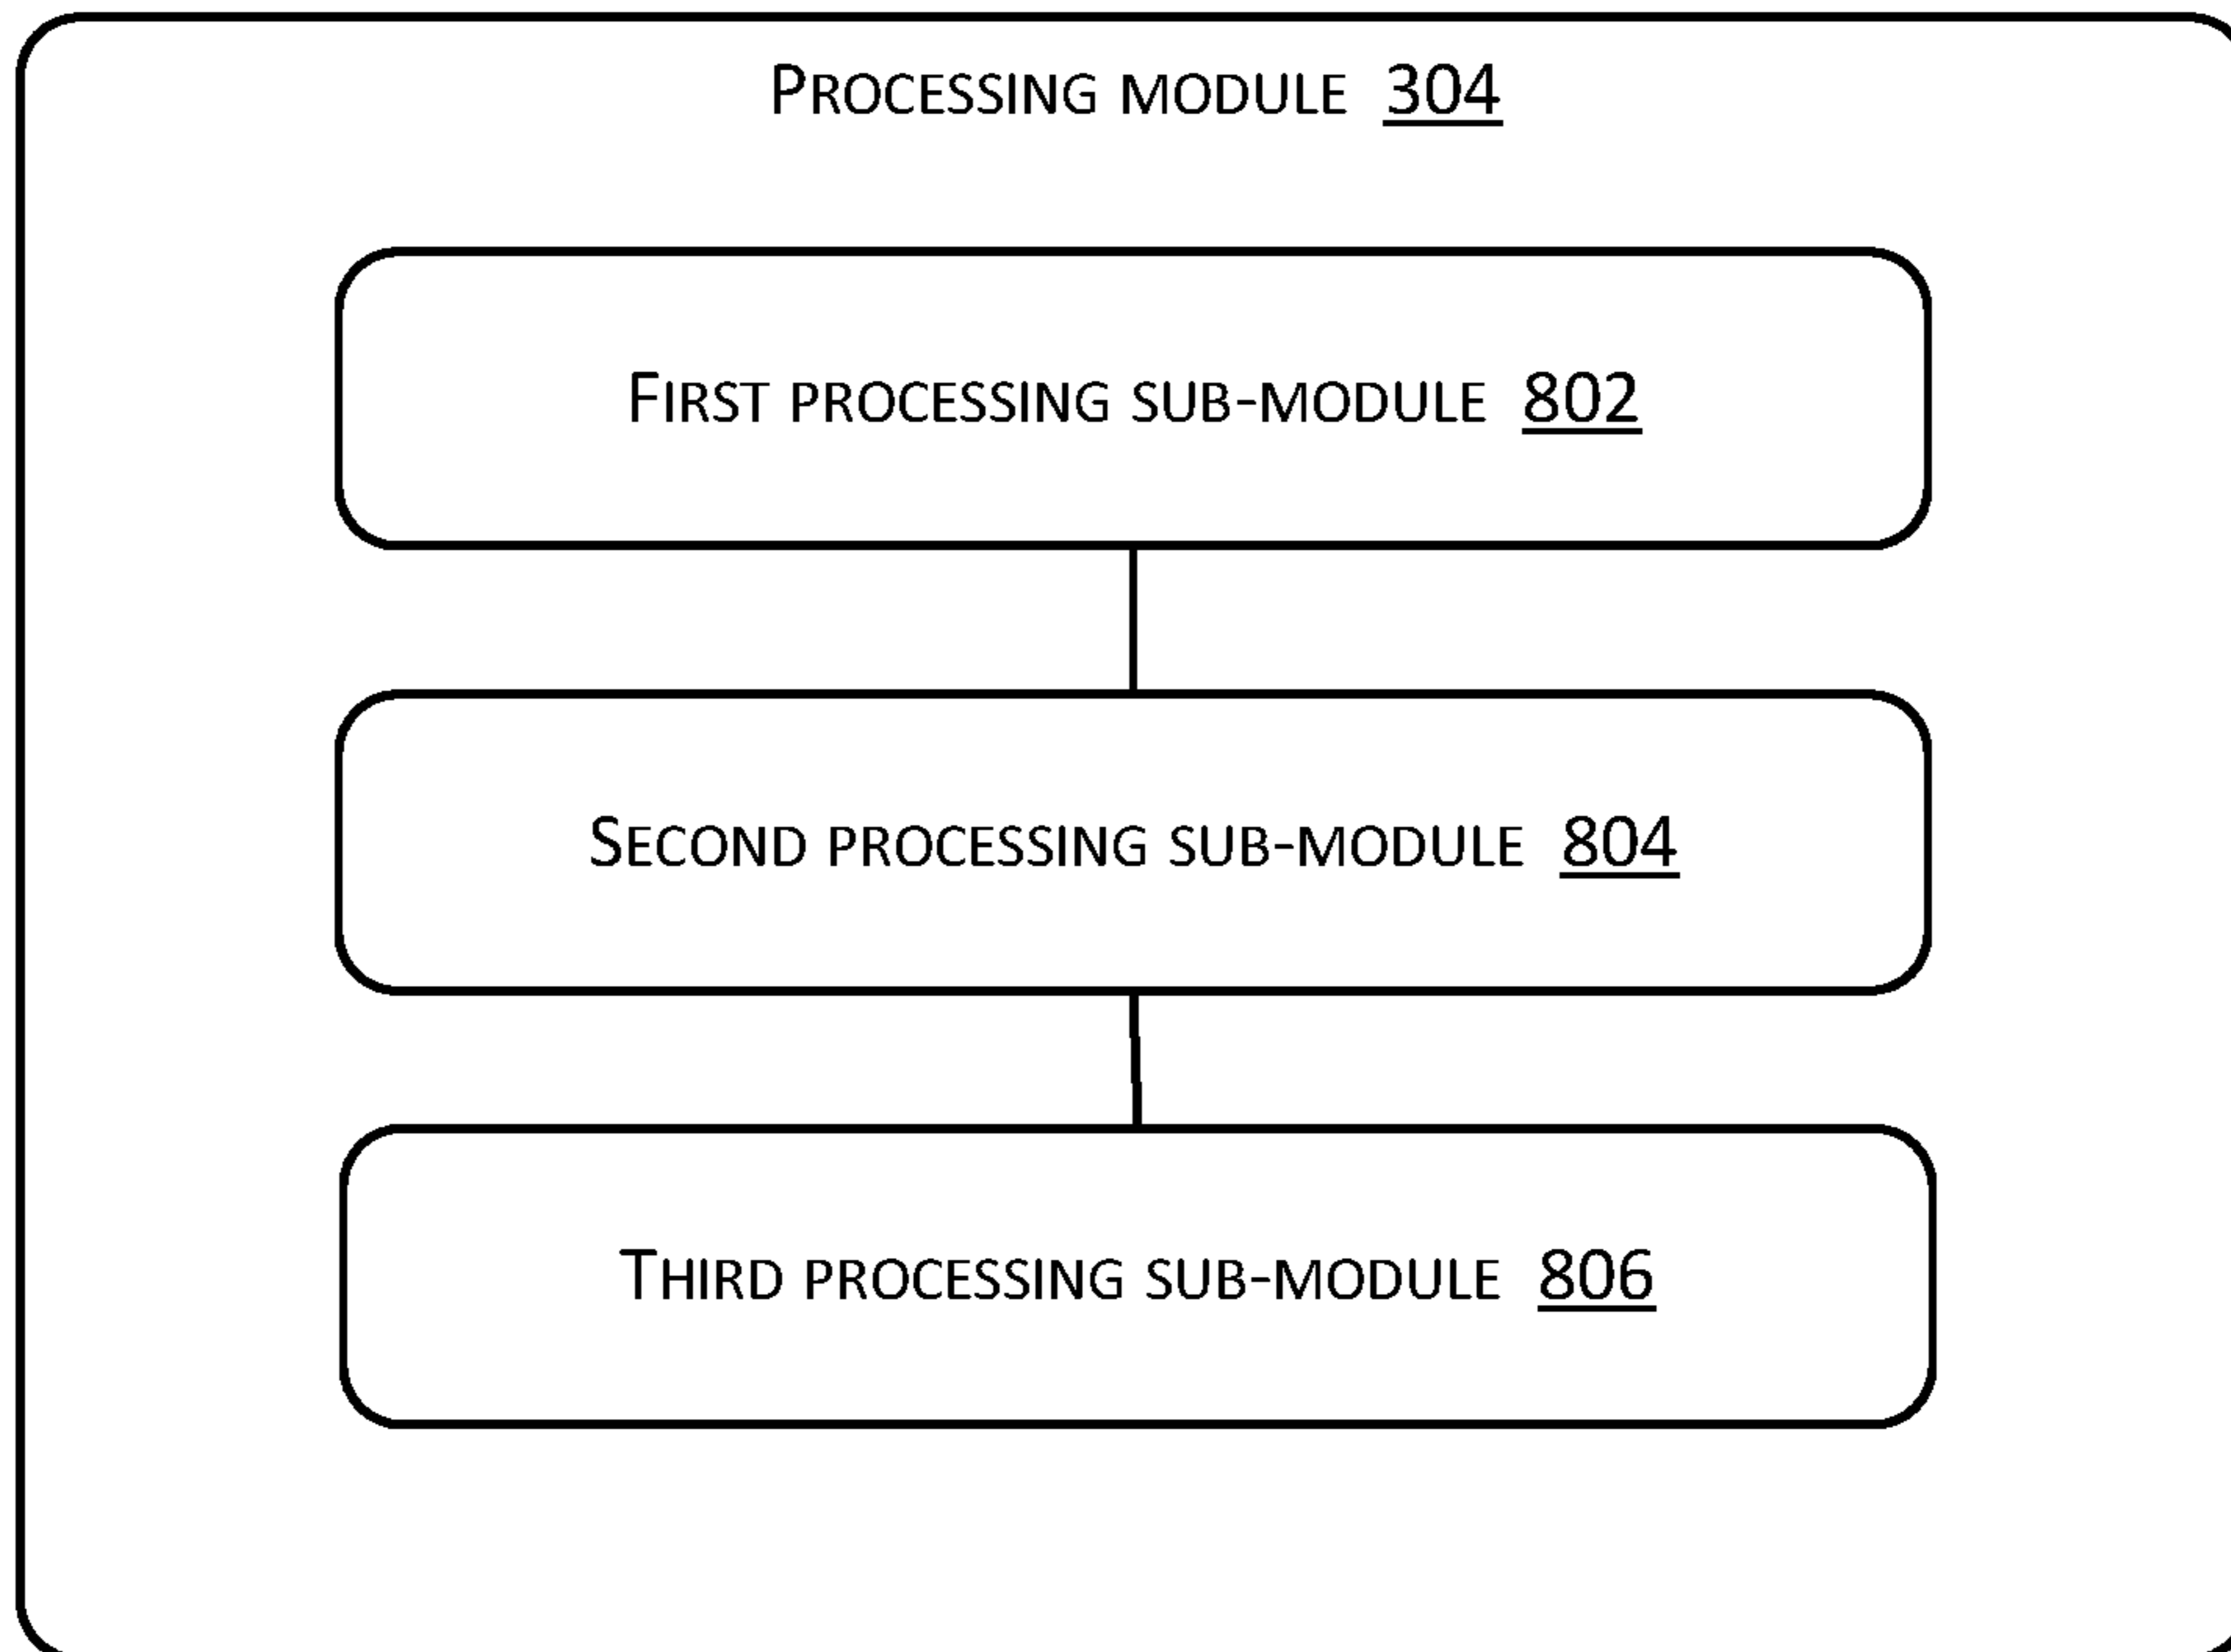 Processing module 304
First processing sub-module 802
Second processing sub-module 804
Third processing sub-module 806